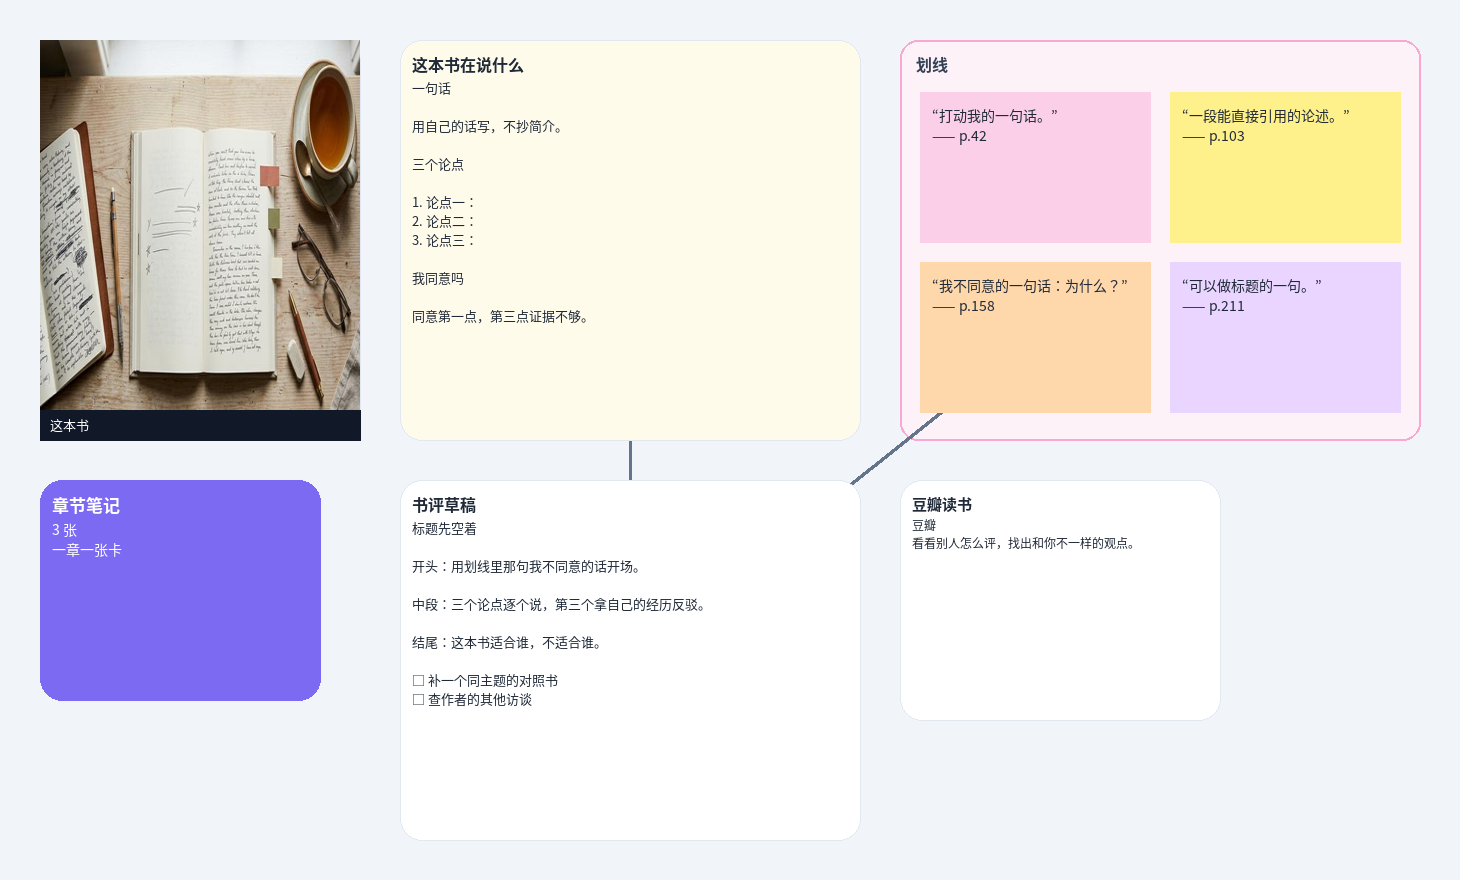 这本书
这本书在说什么
一句话
用自己的话写，不抄简介。
三个论点
1. 论点一：
2. 论点二：
3. 论点三：
我同意吗
同意第一点，第三点证据不够。
划线
“打动我的一句话。”
—— p.42
“一段能直接引用的论述。”
—— p.103
“我不同意的一句话：为什么？”
—— p.158
“可以做标题的一句。”
—— p.211
章节笔记
3 张
一章一张卡
书评草稿
标题先空着
开头：用划线里那句我不同意的话开场。
中段：三个论点逐个说，第三个拿自己的经历反驳。
结尾：这本书适合谁，不适合谁。
☐ 补一个同主题的对照书
☐ 查作者的其他访谈
豆瓣读书
豆瓣
看看别人怎么评，找出和你不一样的观点。